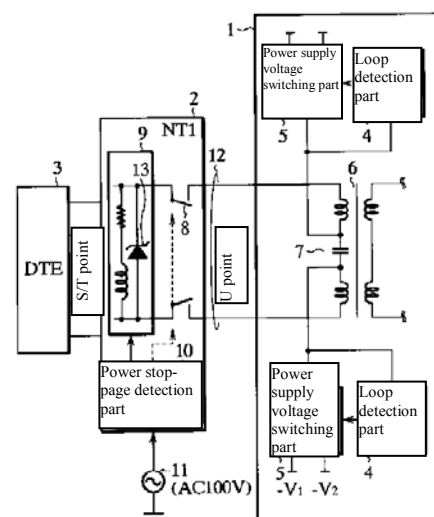 1
Power supply
voltage
switching part
Loop
detection
part
5
4
2
NT1
9
13
3
8
12
6
7
DTE
S/T point
U point
10
Power stop-
page detection
part
Power
supply
voltage
switching
part
Loop
detection
part
5
-V1 -V2
4
11
(AC100V)